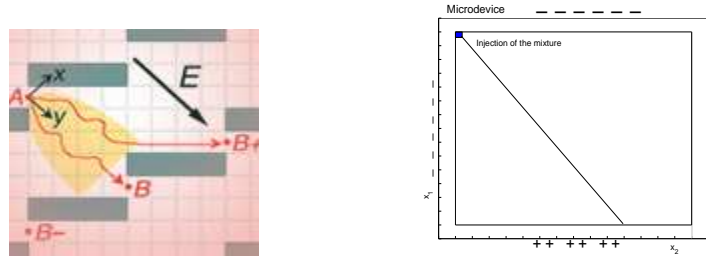 x
E
A
y
B+
B
B−
Microdevice
Injection of the mixture
x1
x2
++ ++ ++